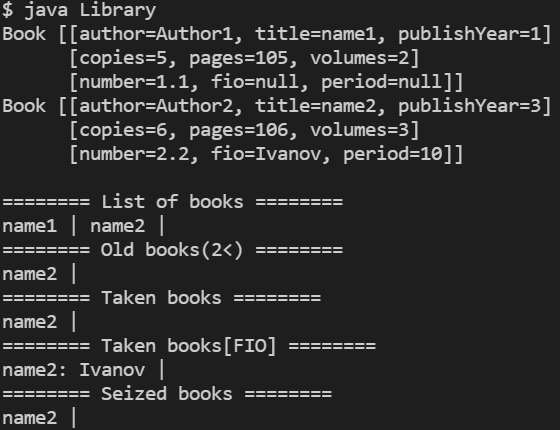 $ java Library
Book [[author=Author1, title=name1, publishYear=1]
[copies=5, pages=105, volumes=2]
[number=1.1, fio=null, period=null]]
Book [[author=Author2, title=name2, publishYear=3]
[copies=6, pages=106, volumes=3]
[number=2.2, fio=Ivanov, period=10]]
======== List of books ========
name1 | name2 |
======== Old books(2<) ========
name2 |
======== Taken books ========
name2 |
======== Taken books[FIO] ========
name2: Ivanov |
======== Seized books ========
name2 |